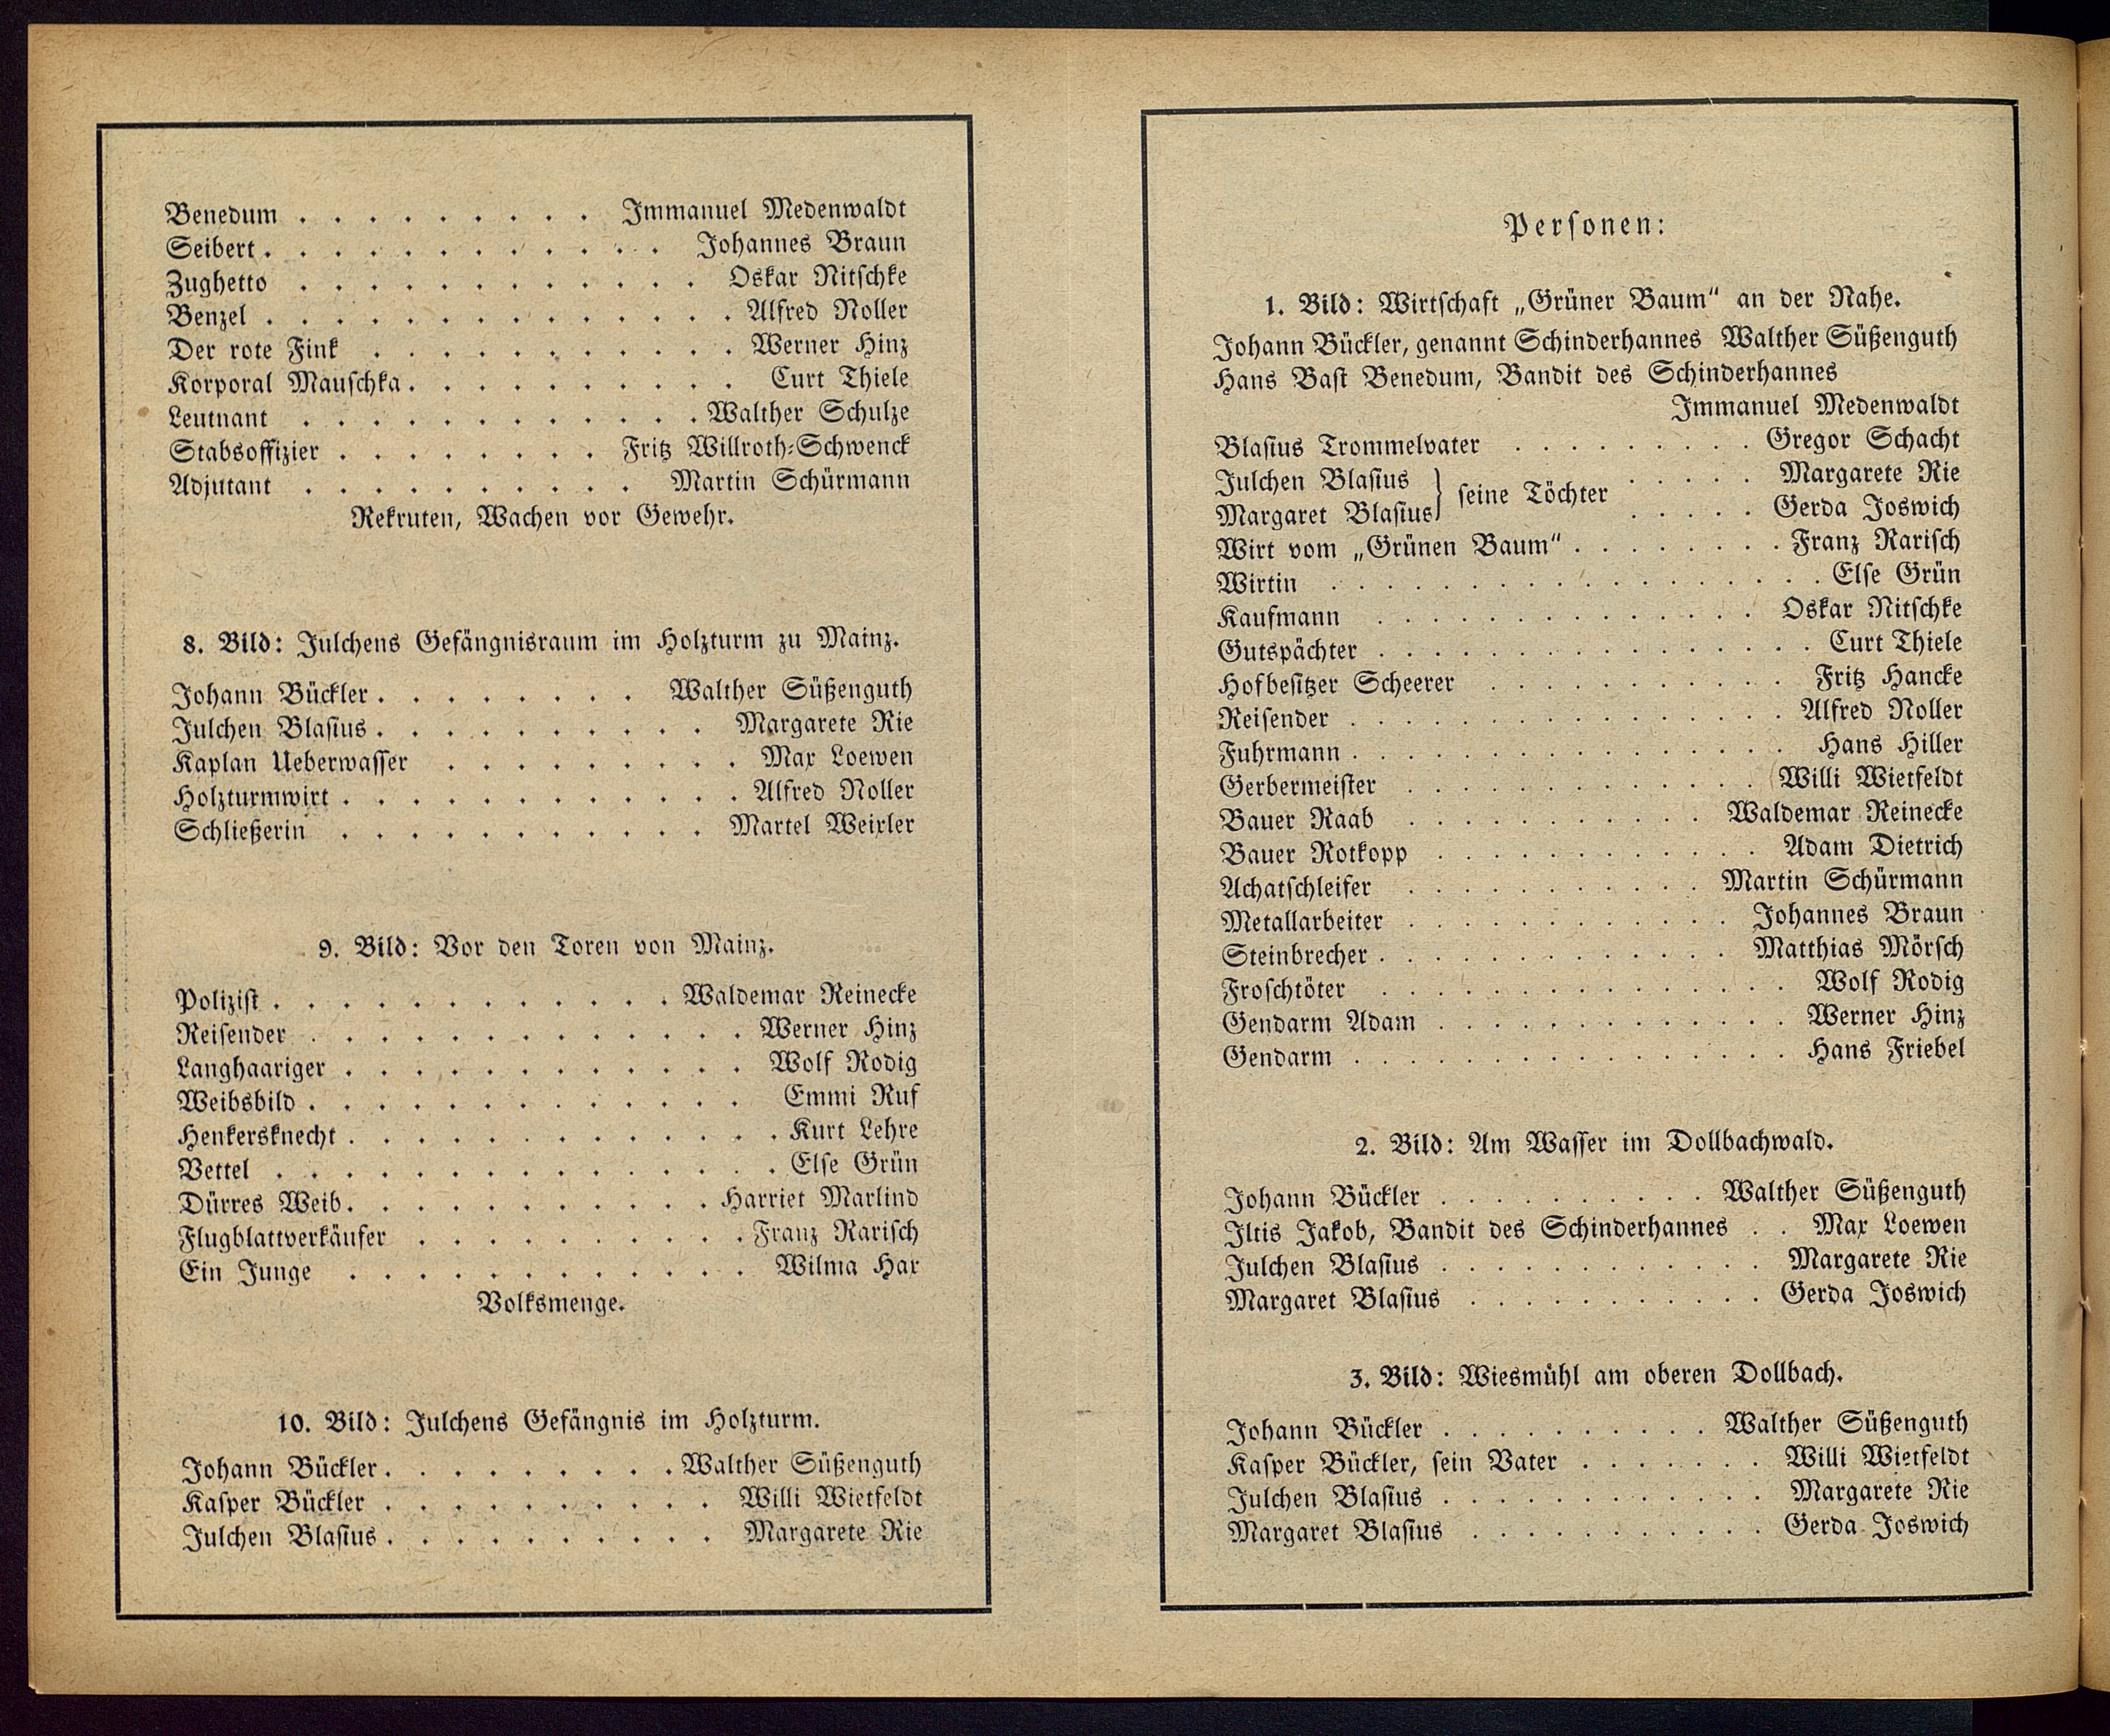 Benedum . . . . . . . . . Immanuel Medenwaldt
Seibert . . . . . . . . . . . . Johannes Braun
Zughetto . . . . . . . . . . . . Oskar Nitschke
Benzel . . . . . . . . . . . . . . Alfred Noller
Der rote Fink . . . . . . . . . . . Werner Hinz
Korporal Mauschka . . . . . . . . . . Curt Thiele
Leutnant . . . . . . . . . . . . Walther Schulze
Stabsoffizier . . . . . . . . Fritz Willroth-Schwenck
Adjutant . . . . . . . . . . Martin Schürmann
Rekruten, Wachen vor Gewehr.
8. Bild: Julchens Gefängnisraum im Holzturm zu Mainz.
Johann Bückler . . . . . . . . Walther Süßenguth
Julchen Blasius . . . . . . . . . . Margarete Rie
Kaplan Ueberwasser . . . . . . . . . Max Loewen
Holzturmwirt . . . . . . . . . . . . Alfred Noller
Schließerin . . . . . . . . . . . Martel Weixler
9. Bild: Vor den Toren von Mainz.
Polizist . . . . . . . . . . . . Waldemar Reinecke
Reisender . . . . . . . . . . . . . Werner Hinz
Langhaariger . . . . . . . . . . . . Wolf Rodig
Weibsbild . . . . . . . . . . . . . Emmi Ruf
Henkersknecht . . . . . . . . . . . . . Kurt Lehre
Vettel . . . . . . . . . . . . . . . Else Grün
Dürres Weib . . . . . . . . . . . Harriet Marlind
Flugblattverkäufer . . . . . . . . . . Franz Rarisch
Ein Junge . . . . . . . . . . . . Wilma Har
Volksmenge.
10. Bild: Julchens Gefängnis im Holzturm.
Johann Bückler . . . . . . . . . Walther Süßenguth
Kasper Bückler . . . . . . . . . . Willi Wietfeldt
Julchen Blasius . . . . . . . . . . Margarete Rie
Personen:
1. Bild: Wirtschaft „Grüner Baum“ an der Nahe.
Johann Bückler, genannt Schinderhannes Walther Süßenguth
Hans Bast Benedum, Bandit des Schinderhannes
Immanuel Medenwaldt
Blasius Trommelvater . . . . . . . Gregor Schacht
Julchen Blasius } seine Töchter . . . . . Margarete Rie
Margaret Blasius } . . . . Gerda Joswich
Wirt vom „Grünen Baum“ . . . . . . . Franz Rarisch
Wirtin . . . . . . . . . . . . . . . Else Grün
Kaufmann . . . . . . . . . . . . . . Oskar Nitschke
Gutspächter . . . . . . . . . . . . . . . Curt Thiele
Hofbesitzer Scheerer . . . . . . . . . . . Fritz Hancke
Reisender . . . . . . . . . . . . . . . . Alfred Noller
Fuhrmann . . . . . . . . . . . . . . . Hans Hiller
Gerbermeister . . . . . . . . . . . . . Willi Wietfeldt
Bauer Raab . . . . . . . . . . . Waldemar Reinecke
Bauer Rotkopp . . . . . . . . . . . . Adam Dietrich
Achatschleifer . . . . . . . . . . . Martin Schürmann
Metallarbeiter . . . . . . . . . . . . Johannes Braun
Steinbrecher . . . . . . . . . . . . . Matthias Mörsch
Froschtöter . . . . . . . . . . . . . . . Wolf Rodig
Gendarm Adam . . . . . . . . . . . . . Werner Hinz
Gendarm . . . . . . . . . . . . . . . . Hans Friebel
2. Bild: Am Wasser im Dollbachwald.
Johann Bückler . . . . . . . . . . Walther Süßenguth
Iltis Jakob, Bandit des Schinderhannes . . Max Loewen
Julchen Blasius . . . . . . . . . . . . Margarete Rie
Margaret Blasius . . . . . . . . . . . Gerda Joswich
3. Bild: Wiesmühl am oberen Dollbach.
Johann Bückler . . . . . . . . . . Walther Süßenguth
Kasper Bückler, sein Vater . . . . . . . Willi Wietfeldt
Julchen Blasius . . . . . . . . . . . . Margarete Rie
Margaret Blasius . . . . . . . . . . . Gerda Joswich